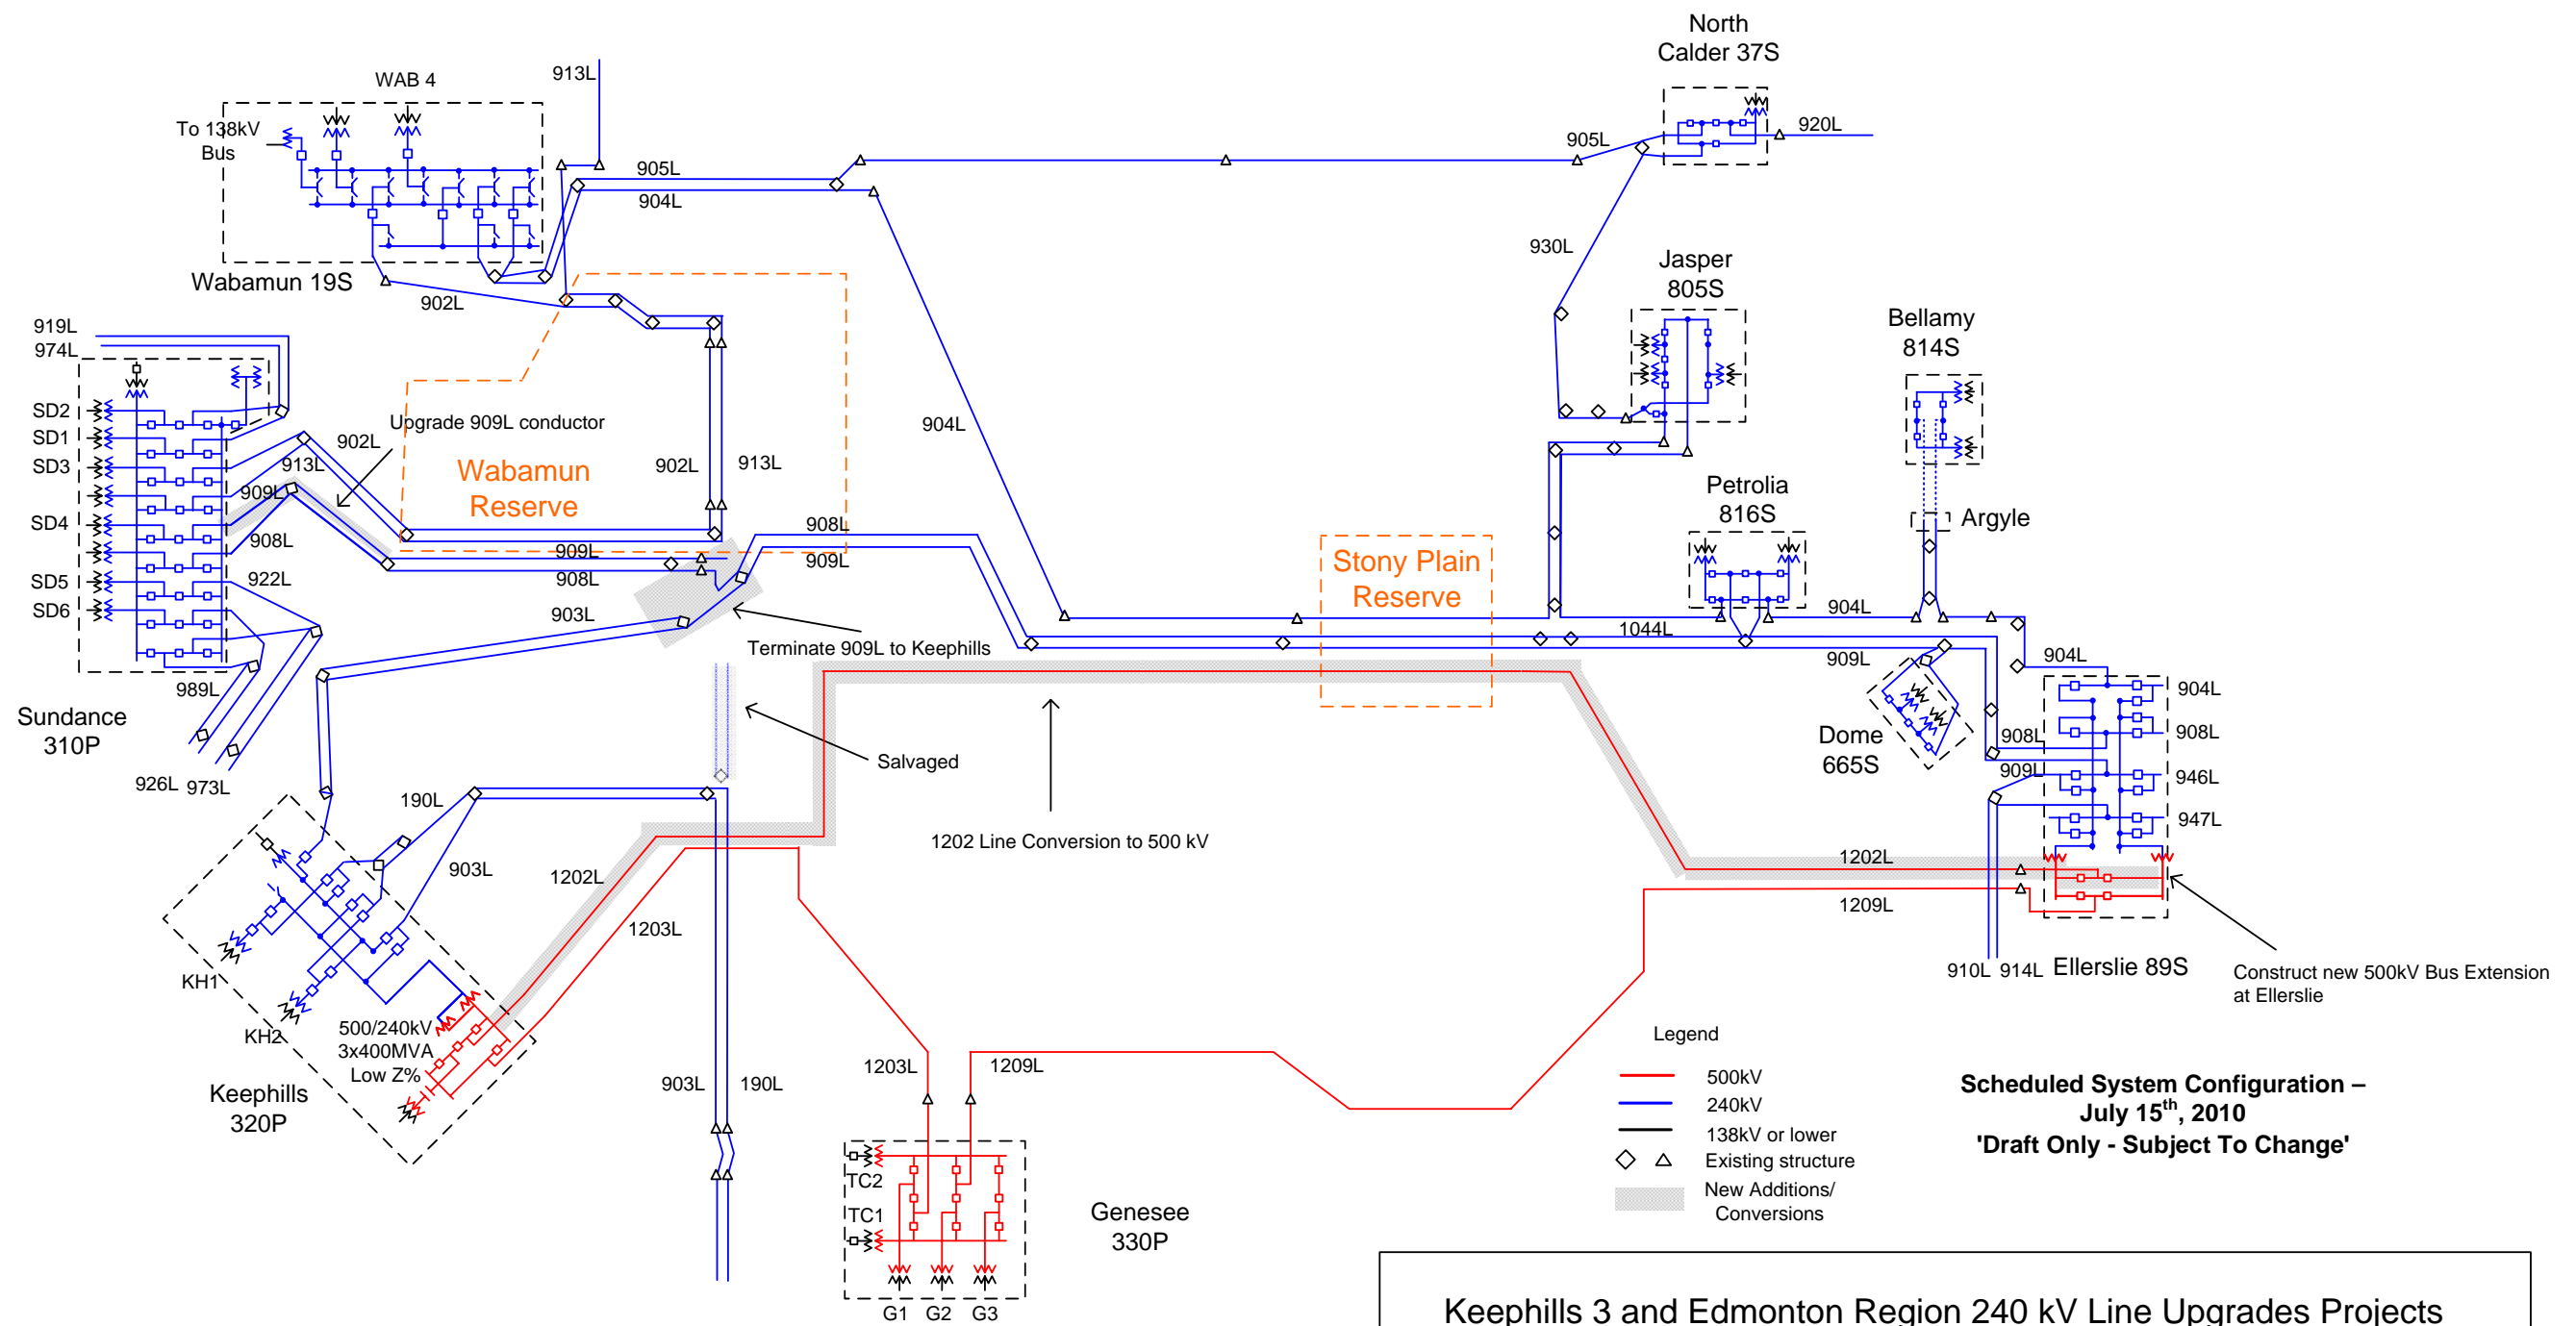 North
Calder 37S
WAB 4
913L
To 138kV
Bus
905L
920L
905L
904L
930L
Jasper
805S
Wabamun 19S
902L
Bellamy
814S
919L
974L
SD2
SD1
SD3
SD4
SD5
SD6
Upgrade 909L conductor
902L
913L
909L
908L
922L
Wabamun
Reserve
902L
913L
904L
908L
909L
909L
908L
903L
Stony Plain
Reserve
Petrolia
816S
Argyle
904L
1044L
Terminate 909L to Keephills
909L
904L
904L
908L
946L
947L
908L
909L
Dome
665S
989L
Sundance
310P
926L
973L
Salvaged
190L
903L
1202L
1203L
1202 Line Conversion to 500 kV
1202L
1209L
910L
914L
Ellerslie 89S
Construct new 500kV Bus Extension
at Ellerslie
KH1
KH2
500/240kV
3x400MVA
Low Z%
Keephills
320P
903L
190L
1203L
1209L
TC2
TC1
G1
G2
G3
Genesee
330P
Legend
500kV
240kV
138kV or lower
Existing structure
New Additions/
Conversions
Scheduled System Configuration –
July 15th, 2010
'Draft Only - Subject To Change'
Keephills 3 and Edmonton Region 240 kV Line Upgrades Projects